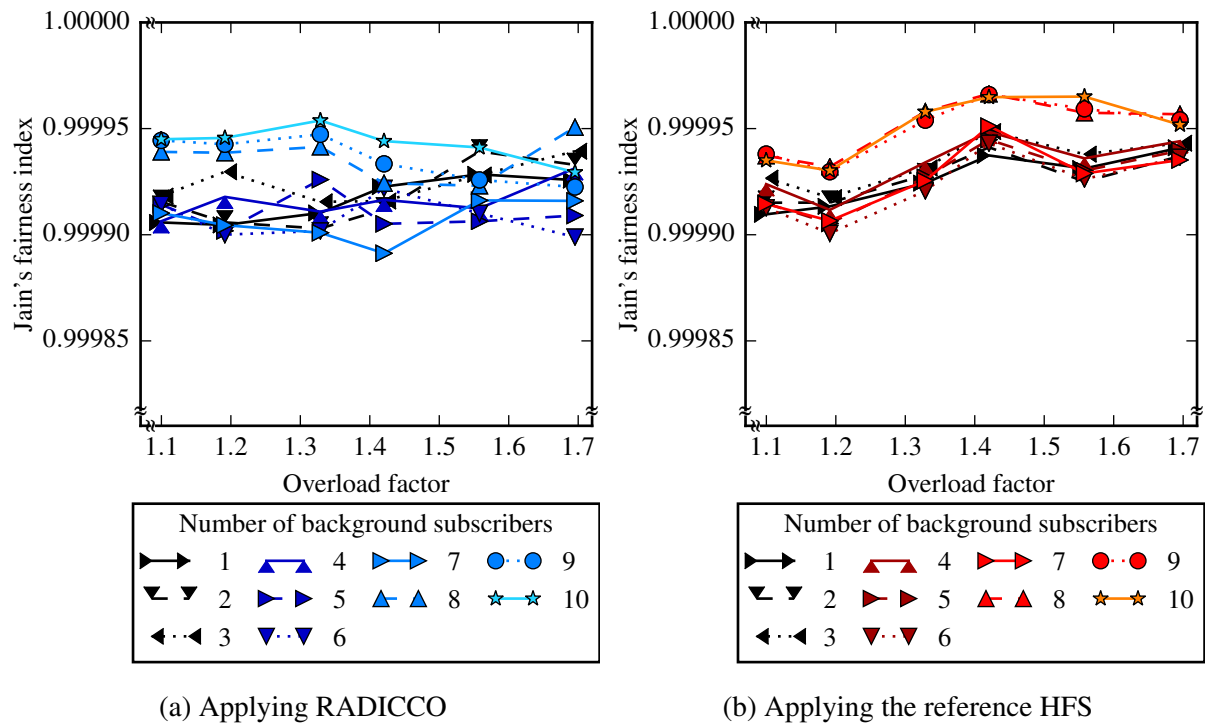 1.00000
0.99995
0.99990
0.99985
Jain's fairness index
1.1 1.2 1.3 1.4 1.5 1.6 1.7
Overload factor
Number of background subscribers
1 4 7 9
2 5 8 10
3 6
(a) Applying RADICCO
1.00000
0.99995
0.99990
0.99985
Jain's fairness index
1.1 1.2 1.3 1.4 1.5 1.6 1.7
Overload factor
Number of background subscribers
1 4 7 9
2 5 8 10
3 6
(b) Applying the reference HFS